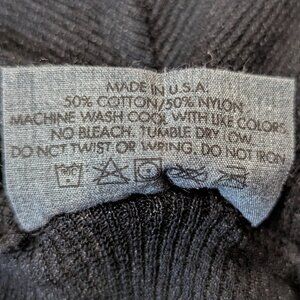 MADE IN U.S.A.
50% COTTON/50% NYLON
MACHINE WASH COOL WITH LIKE COLORS
NO BLEACH. TUMBLE DRY LOW.
DO NOT TWIST OR WRING. DO NOT IRON